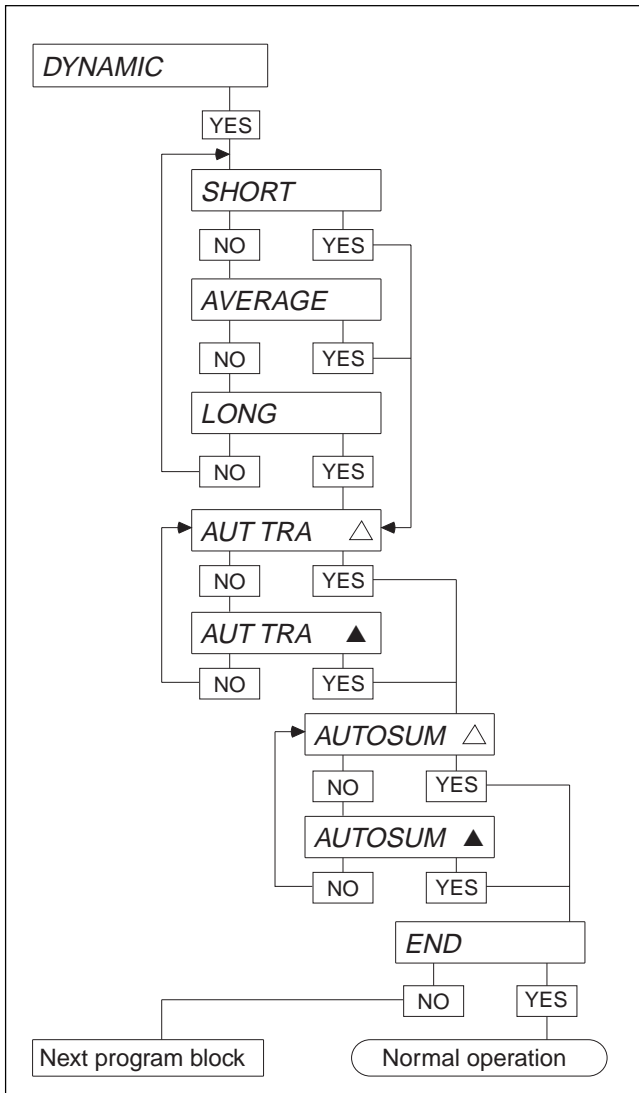 DYNAMIC
YES
SHORT
NO YES
AVERAGE
NO YES
LONG
NO YES
AUT TRA △
NO YES
AUT TRA ▲
NO YES
AUTOSUM △
NO YES
AUTOSUM ▲
NO YES
END
NO YES
Next program block Normal operation